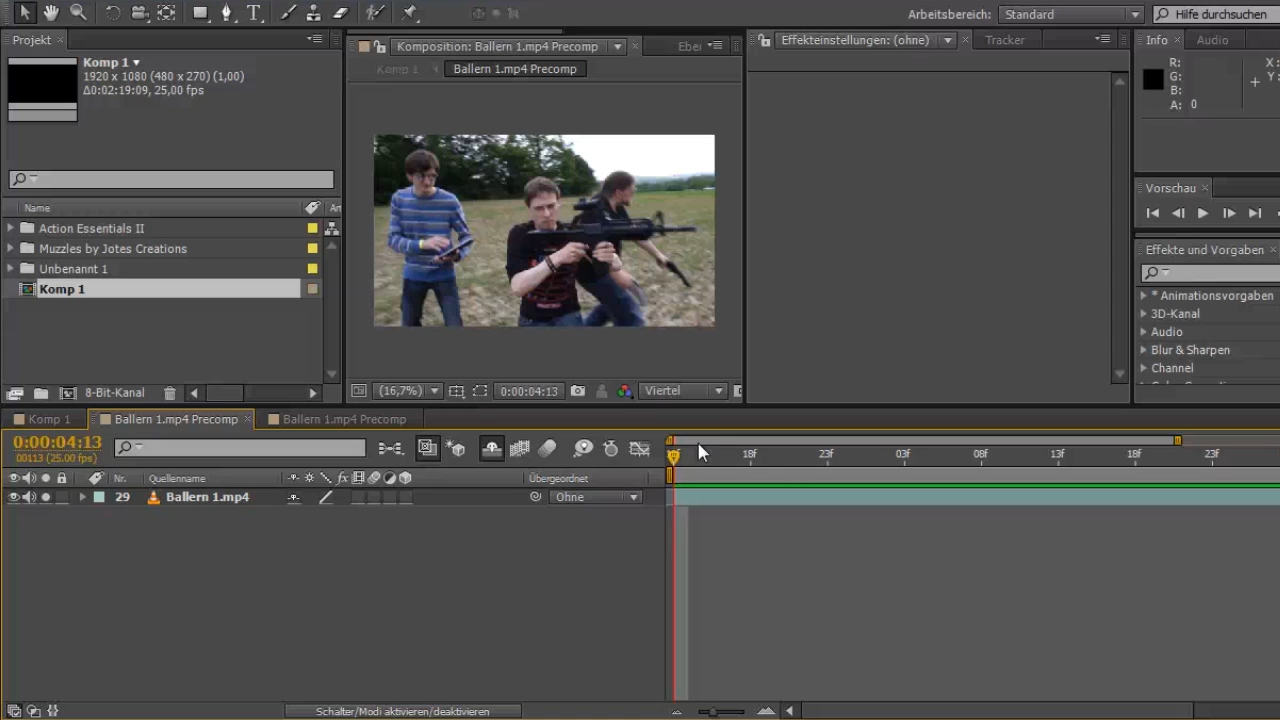 Arbeitsbereich: Standard Hilfe durchsuchen
Projekt
Komposition: Ballern 1.mp4 Precomp Eber
Effekteinstellungen: (ohne) Tracker
Info Audio
Komp 1
1920 x 1080 (480 x 270) (1,00)
Δ0:02:19:09, 25,00 fps
Komp 1 Ballern 1.mp4 Precomp
R:
G:
B:
A: 0
X:
Y:
Name
Action Essentials II
Muzzles by Jotes Creations
Unbenannt 1
Komp 1
8-Bit-Kanal
(16,7%) 0:00:04:13 Viertel
Vorschau
Effekte und Vorgaben
* Animationsvorgaben
3D-Kanal
Audio
Blur & Sharpen
Channel
Komp 1 Ballern 1.mp4 Precomp Ballern 1.mp4 Precomp
0:00:04:13
00113 (25.00 fps)
18f 23f 03f 08f 13f 18f 23f
Nr. Quellenname fx Übergeordnet
29 Ballern 1.mp4 Ohne
Schalter/Modi aktivieren/deaktivieren